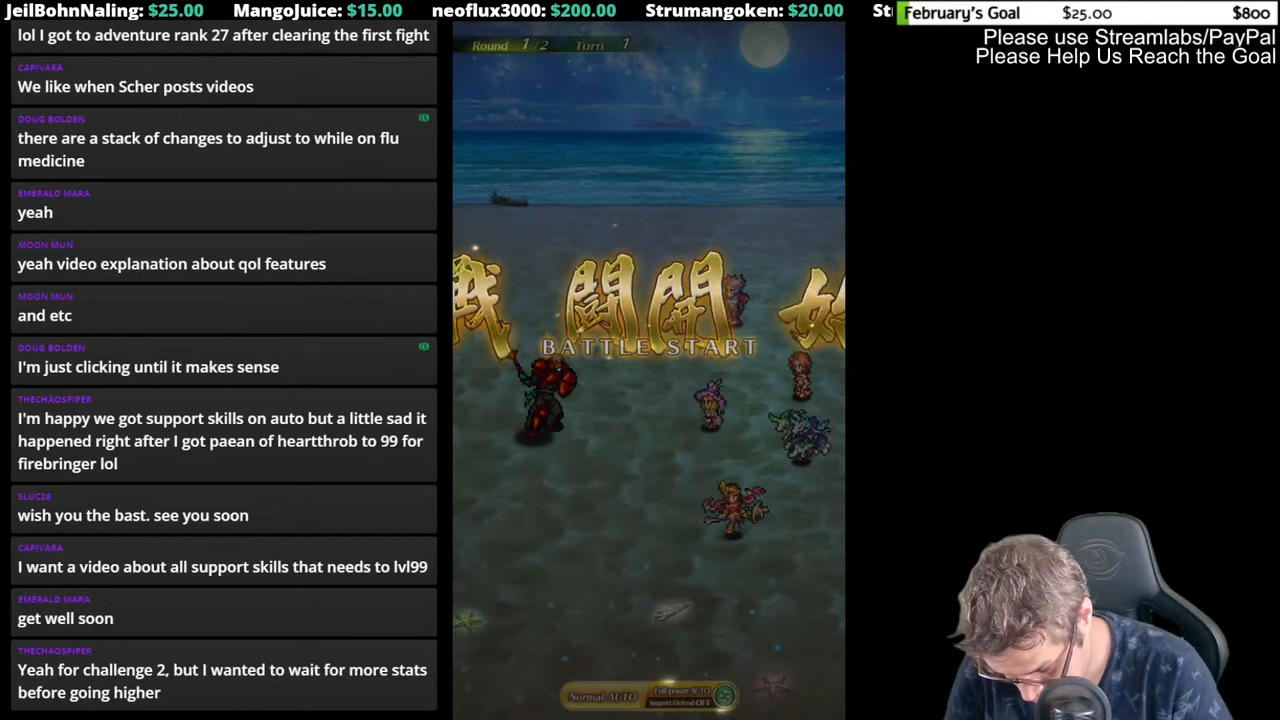 JeilBohnNaling: $25.00 MangoJuice: $15.00 neoflux3000: $200.00 Strumangoken: $20.00 St
February's Goal $25.00 $800
Please use Streamlabs/PayPal
Please Help Us Reach the Goal
lol I got to adventure rank 27 after clearing the first fight
CAPIVARA
We like when Scher posts videos
DOUG BOLDEN
there are a stack of changes to adjust to while on flu
medicine
EMERALD MARA
yeah
MOON MUN
yeah video explanation about qol features
MOON MUN
and etc
DOUG BOLDEN
I'm just clicking until it makes sense
THECHAOSPIPER
I'm happy we got support skills on auto but a little sad it
happened right after I got paean of heartthrob to 99 for
firebringer lol
SLUC26
wish you the bast. see you soon
CAPIVARA
I want a video about all support skills that needs to lvl99
EMERALD MARA
get well soon
THECHAOSPIPER
Yeah for challenge 2, but I wanted to wait for more stats
before going higher
Round 1/2 Turn 1
戦闘開始
BATTLE START
Normal AUTO
Full-power AUTO
Support/Defend OFF